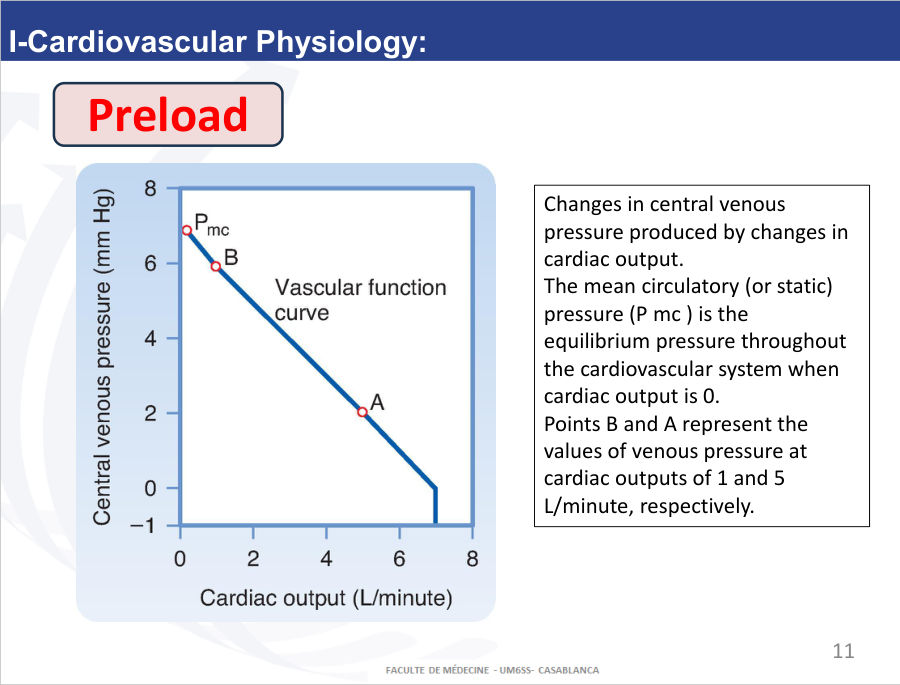 I-Cardiovascular Physiology:
Preload
Central venous pressure (mm Hg)
8
6
4
2
0
–1
Pmc
B
Vascular function
curve
A
0 2 4 6 8
Cardiac output (L/minute)
Changes in central venous
pressure produced by changes in
cardiac output.
The mean circulatory (or static)
pressure (P mc ) is the
equilibrium pressure throughout
the cardiovascular system when
cardiac output is 0.
Points B and A represent the
values of venous pressure at
cardiac outputs of 1 and 5
L/minute, respectively.
11
FACULTE DE MÉDECINE - UM6SS- CASABLANCA